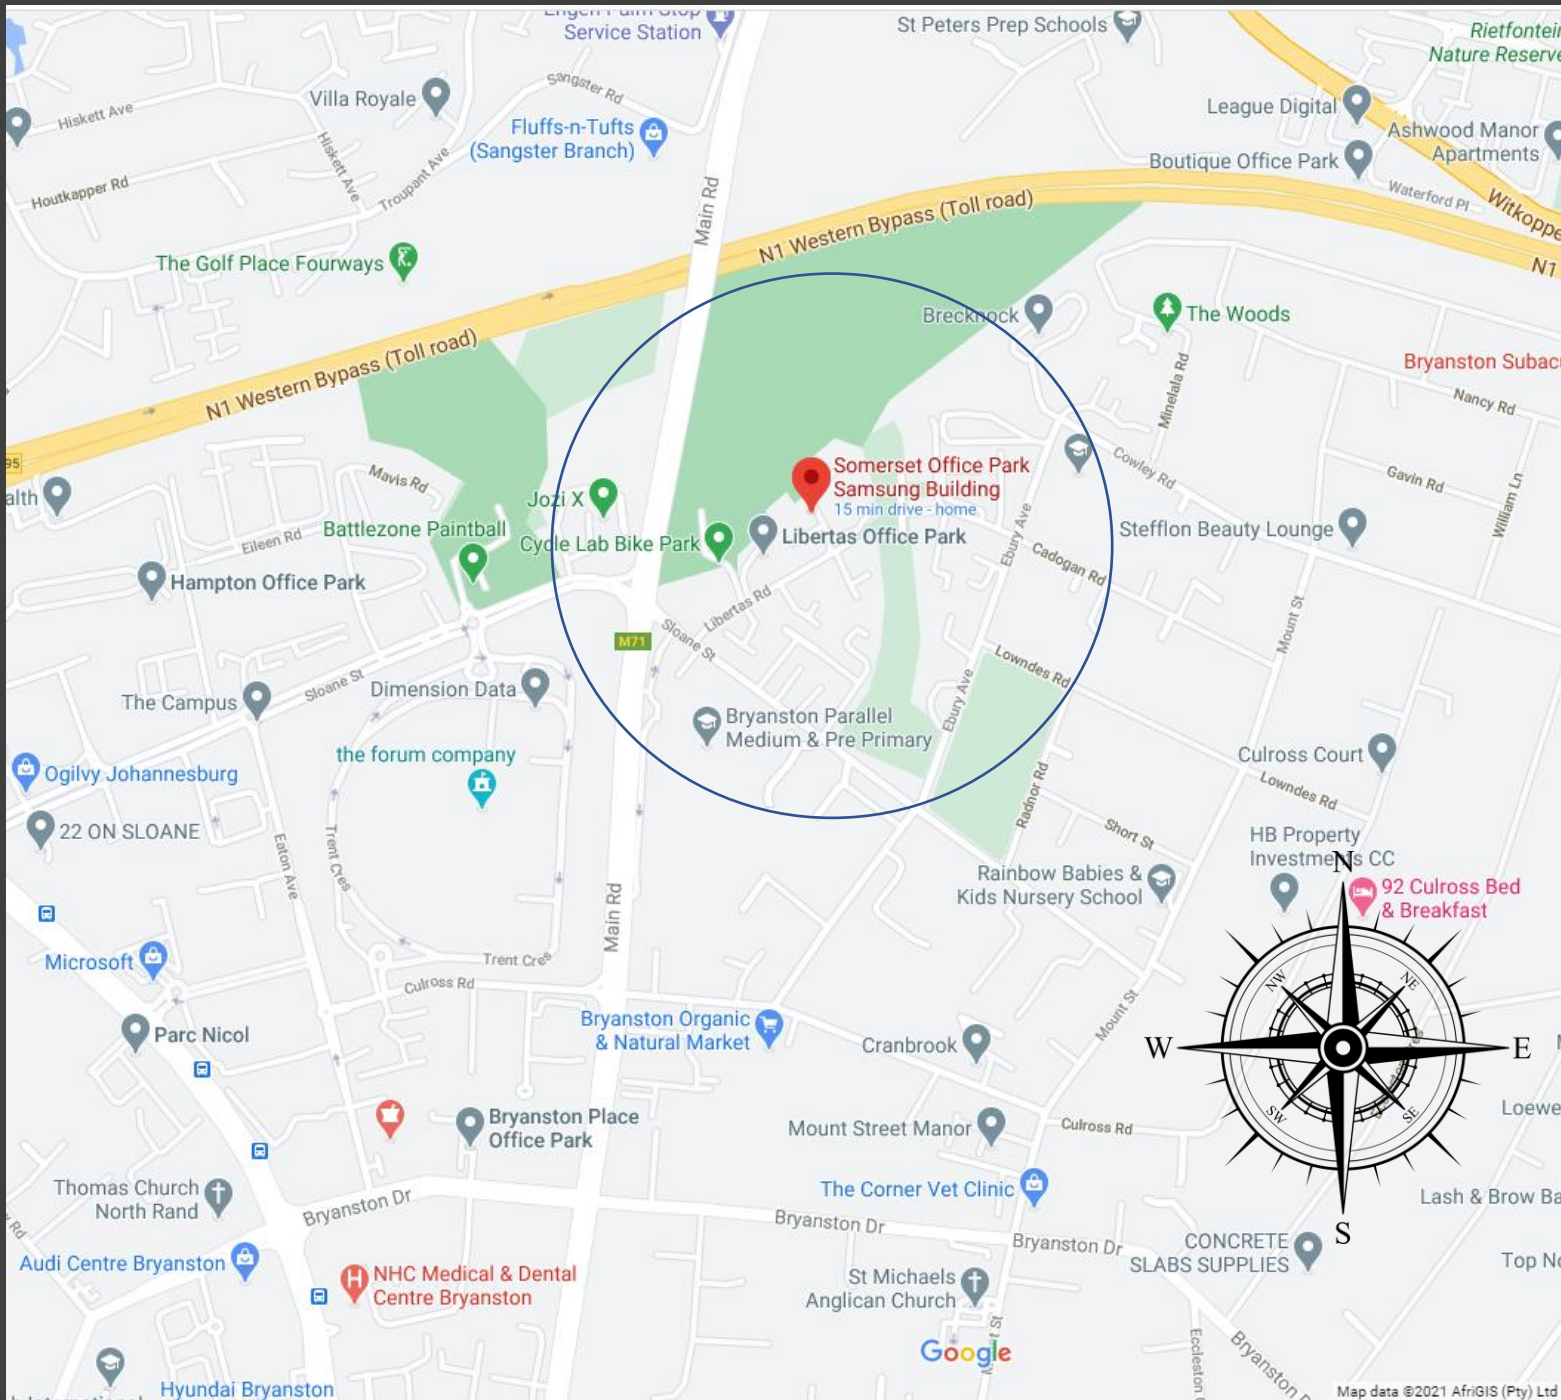 Service Station
St Peters Prep Schools
Nature Reserve
Sangster Rd
Villa Royale
Hiskett Ave
League Digital
Fluffs-n-Tufts
(Sangster Branch)
Ashwood Manor
Apartments
Hiskett Ave
Boutique Office Park
Troupant Ave
Houtkapper Rd
Waterford Pl
Main Rd
N1 Western Bypass (Toll road)
The Golf Place Fourways
N1
Brecknock
The Woods
N1 Western Bypass (Toll road)
Bryanston
Minelala Rd
Nancy Rd
95
Mavis Rd
Somerset Office Park
Samsung Building
15 min drive - home
Cowley Rd
Gavin Rd
William Ln
Jozi X
Battlezone Paintball
Cycle Lab Bike Park
Libertas Office Park
Stefflon Beauty Lounge
Eileen Rd
Ebury Ave
Cadogan Rd
Hampton Office Park
Libertas Rd
Mount St
M71
Sloane St
Lowndes Rd
Sloane St
The Campus
Dimension Data
Ebury Ave
Bryanston Parallel
Medium & Pre Primary
the forum company
Culross Court
Ogilvy Johannesburg
Lowndes Rd
Radnor Rd
22 ON SLOANE
Eaton Ave
Trent Cres
Short St
HB Property
Investments CC
N
Rainbow Babies &
Kids Nursery School
92 Culross Bed
& Breakfast
Main Rd
Microsoft
Trent Cres
Culross Rd
NW
NE
Mount St
Parc Nicol
Bryanston Organic
& Natural Market
Cranbrook
W
E
SW
SE
Bryanston Place
Office Park
Mount Street Manor
Culross Rd
Thomas Church
North Rand
The Corner Vet Clinic
Bryanston Dr
Bryanston Dr
Bryanston Dr
S
CONCRETE
SLABS SUPPLIES
Audi Centre Bryanston
NHC Medical & Dental
Centre Bryanston
St Michaels
Anglican Church
Google
Eccleston
Bryanston
Hyundai Bryanston
Map data ©2021 AfriGIS (Pty) Ltd